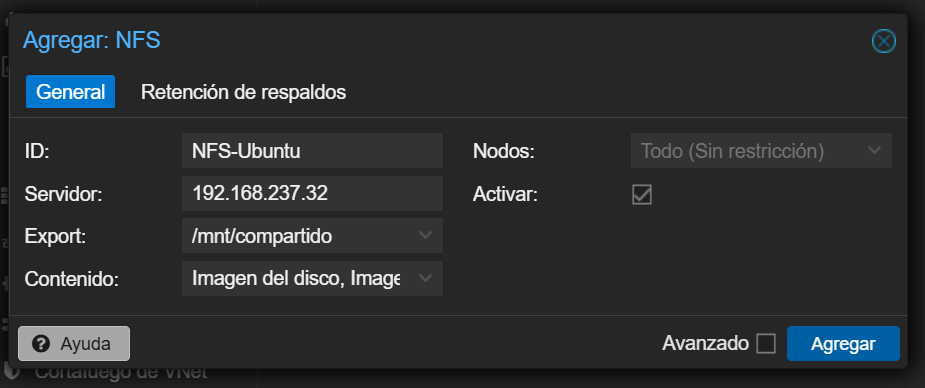 Agregar: NFS
General Retención de respaldos
ID: NFS-Ubuntu Nodos: Todo (Sin restricción)
Servidor: 192.168.237.32 Activar:
Export: /mnt/compartido
Contenido: Imagen del disco, Image
Ayuda Avanzado Agregar
Cortafuego de VNet